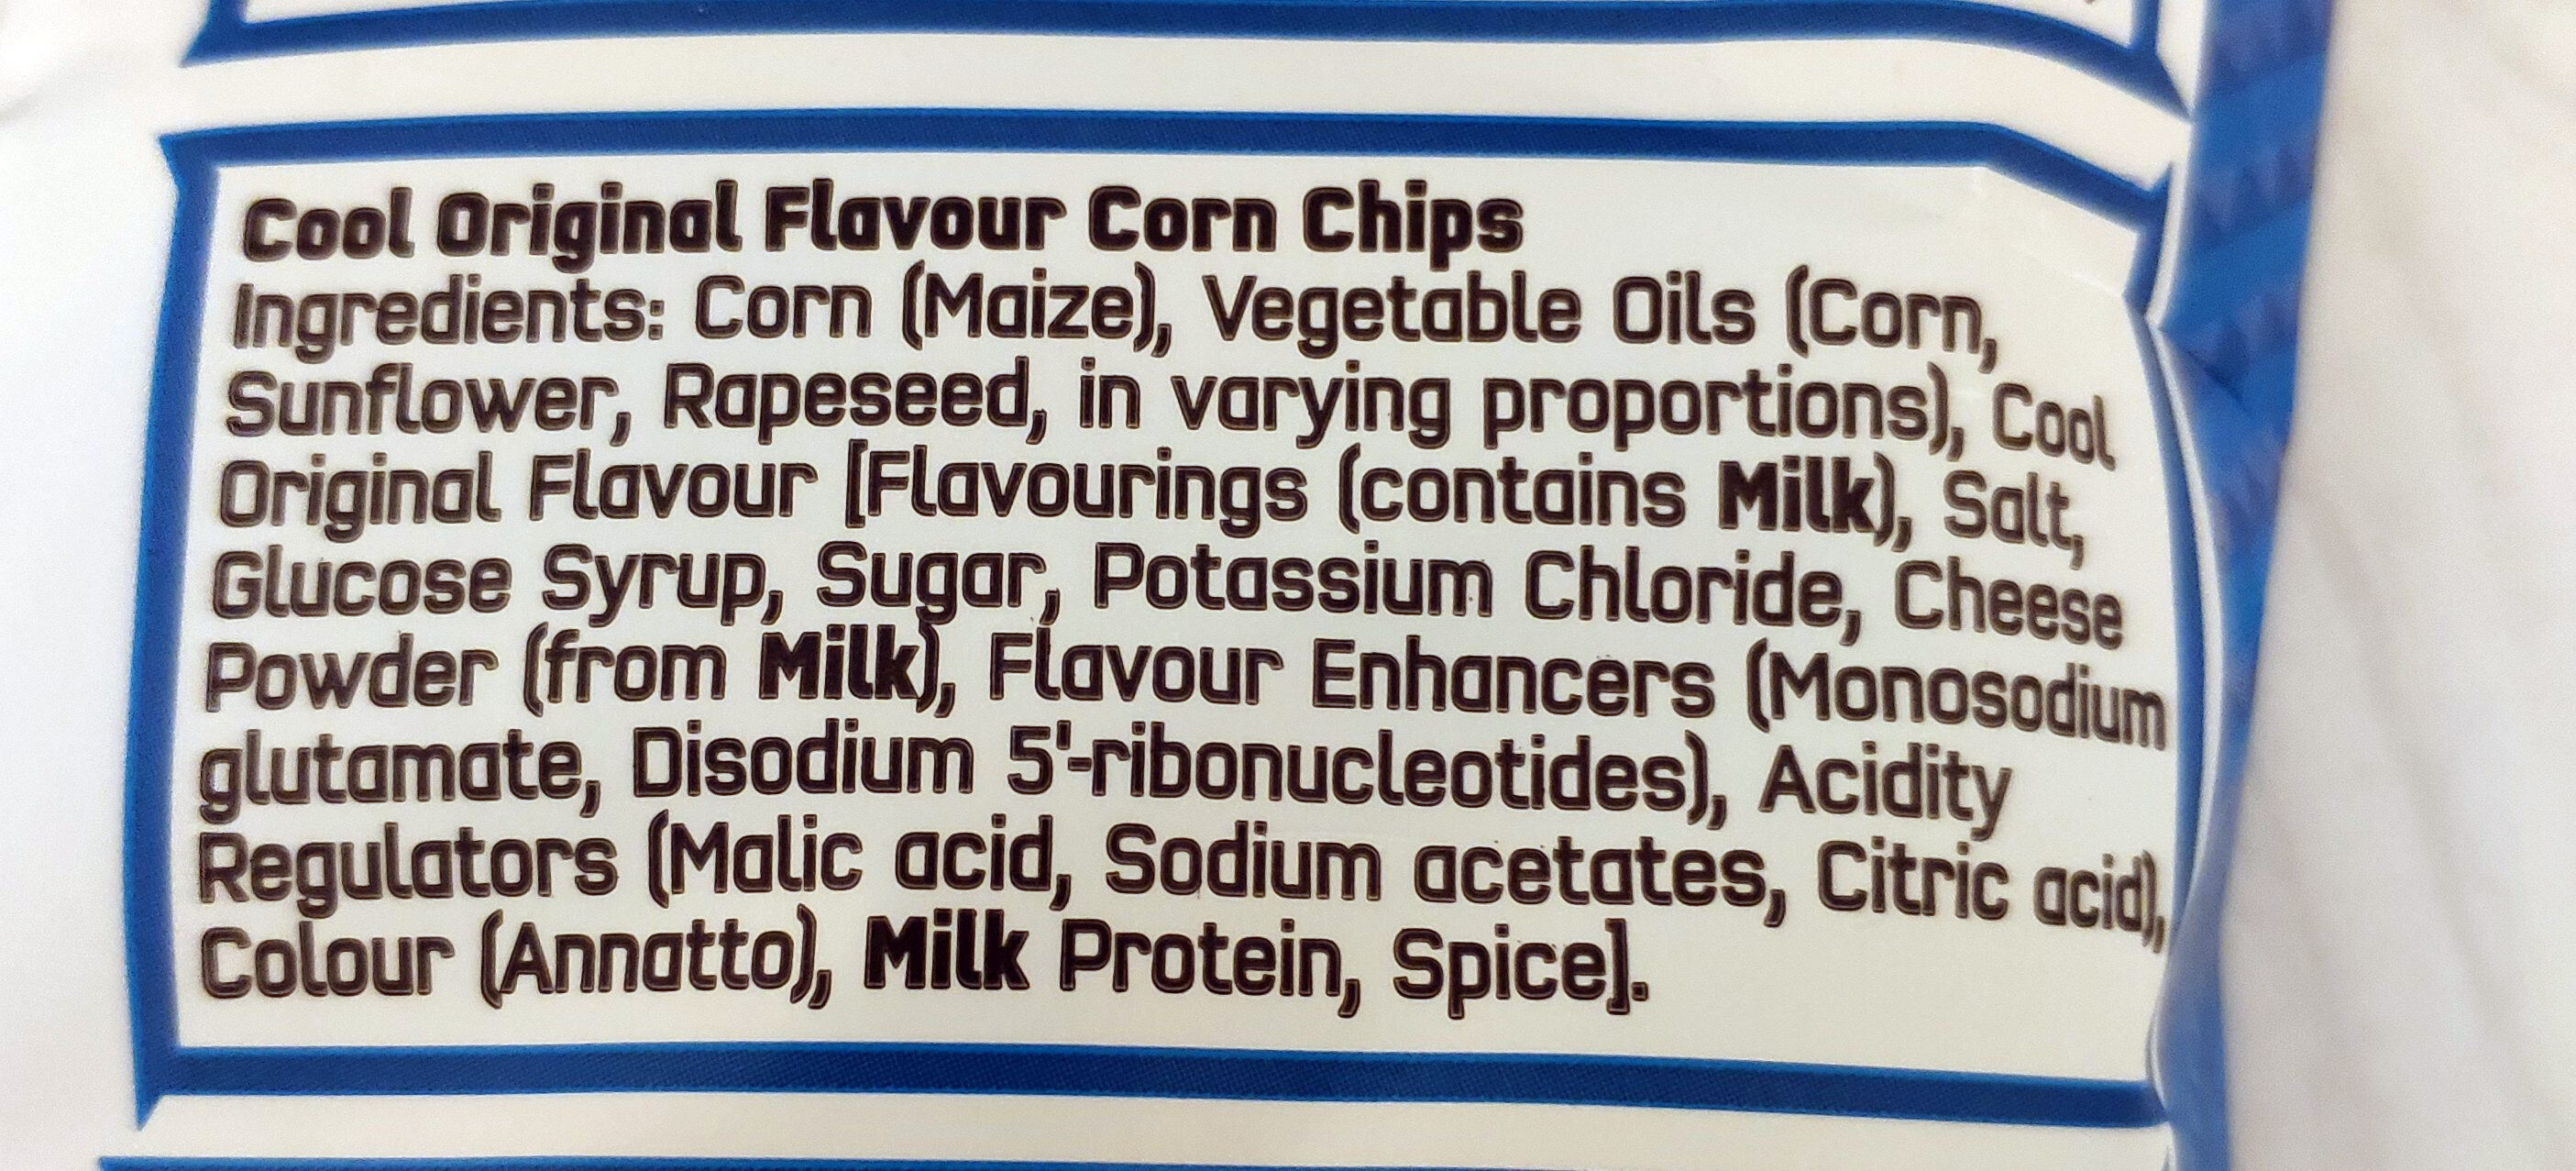 Cool Original Flavour Corn Chips
Ingredients: Corn (Maize), Vegetable Oils (Corn,
Sunflower, Rapeseed, in varying proportions), Cool
Original Flavour [Flavourings (contains Milk), Salt,
Glucose Syrup, Sugar, Potassium Chloride, Cheese
Powder (from Milk), Flavour Enhancers (Monosodium
glutamate, Disodium 5'-ribonucleotides), Acidity
Regulators (Malic acid, Sodium acetates, Citric acid),
Colour (Annatto), Milk Protein, Spice].